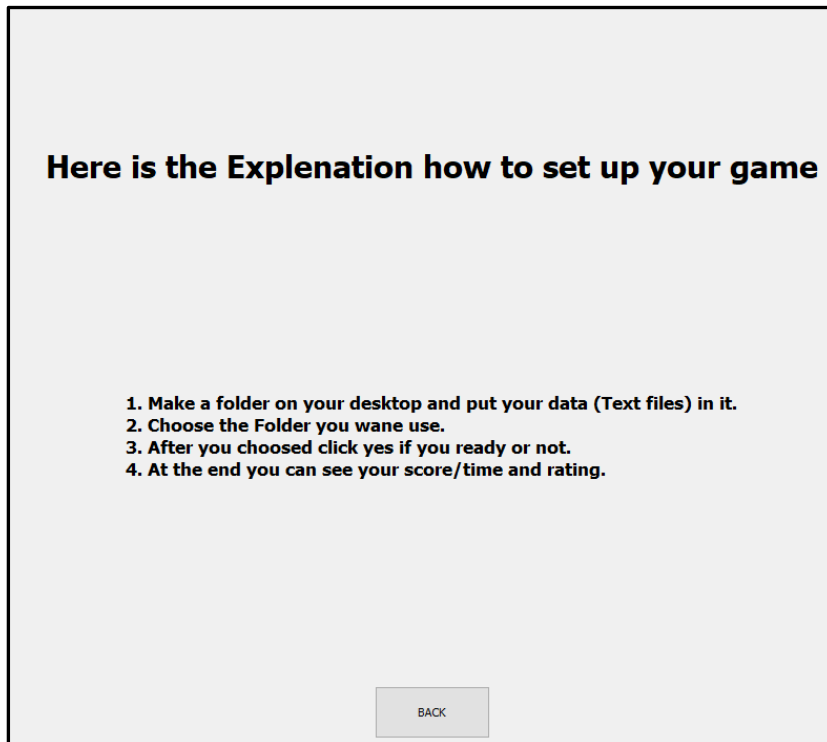 Here is the Explenation how to set up your game
1. Make a folder on your desktop and put your data (Text files) in it.
2. Choose the Folder you wane use.
3. After you choosed click yes if you ready or not.
4. At the end you can see your score/time and rating.
BACK